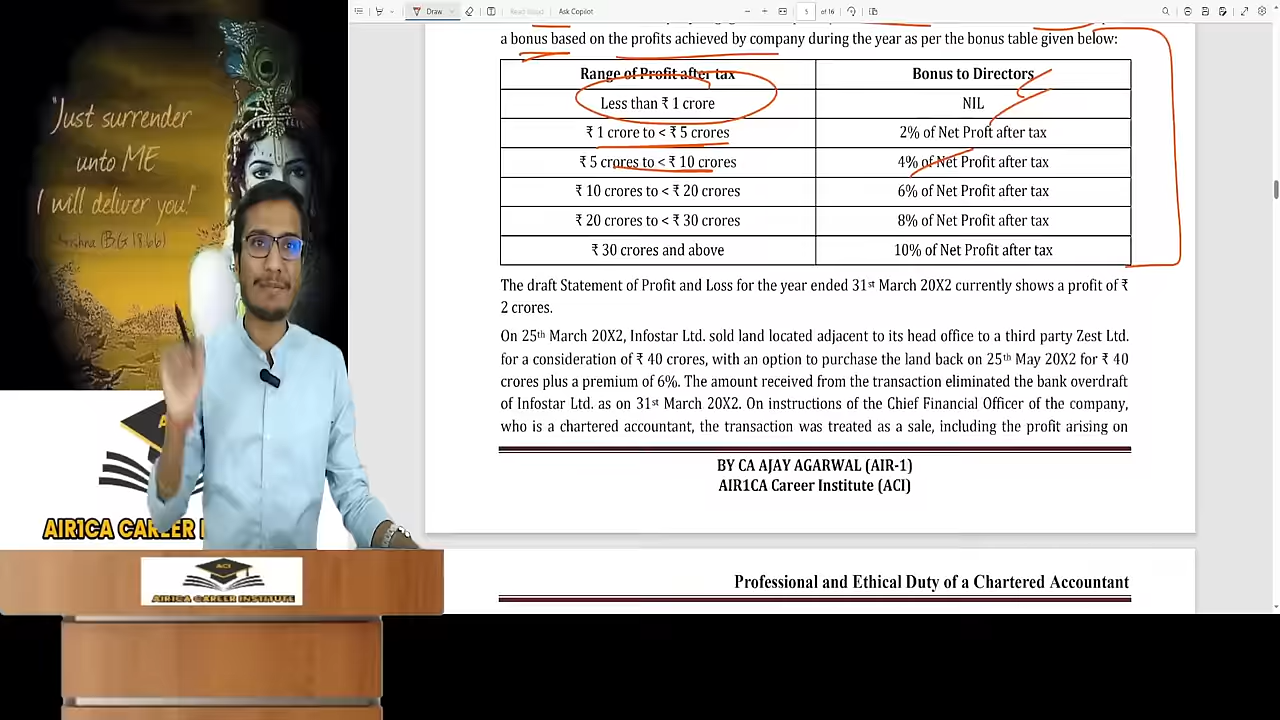 Draw
Read aloud
Ask Copilot
5 of 16
a bonus based on the profits achieved by company during the year as per the bonus table given below:
Range of Profit after tax Bonus to Directors
Less than ₹ 1 crore NIL
₹ 1 crore to < ₹ 5 crores 2% of Net Profit after tax
₹ 5 crores to < ₹ 10 crores 4% of Net Profit after tax
₹ 10 crores to < ₹ 20 crores 6% of Net Profit after tax
₹ 20 crores to < ₹ 30 crores 8% of Net Profit after tax
₹ 30 crores and above 10% of Net Profit after tax
The draft Statement of Profit and Loss for the year ended 31st March 20X2 currently shows a profit of ₹
2 crores.
On 25th March 20X2, Infostar Ltd. sold land located adjacent to its head office to a third party Zest Ltd.
for a consideration of ₹ 40 crores, with an option to purchase the land back on 25th May 20X2 for ₹ 40
crores plus a premium of 6%. The amount received from the transaction eliminated the bank overdraft
of Infostar Ltd. as on 31st March 20X2. On instructions of the Chief Financial Officer of the company,
who is a chartered accountant, the transaction was treated as a sale, including the profit arising on
BY CA AJAY AGARWAL (AIR-1)
AIR1CA Career Institute (ACI)
Professional and Ethical Duty of a Chartered Accountant
"Just surrender
unto ME
I will deliver you!"
Krishna (BG 18:66)
AIR1CA CAREER
ACI
AIR1CA CAREER INSTITUTE